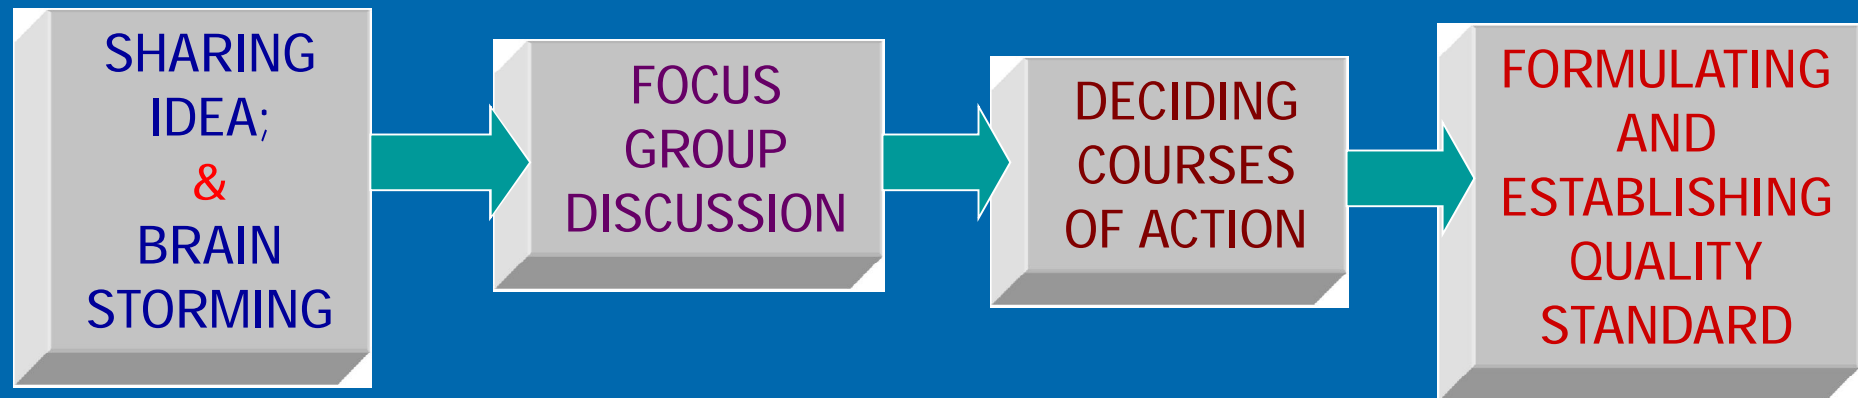 SHARING
IDEA;
&
BRAIN
STORMING
FOCUS
GROUP
DISCUSSION
DECIDING
COURSES
OF ACTION
FORMULATING
AND
ESTABLISHING
QUALITY
STANDARD